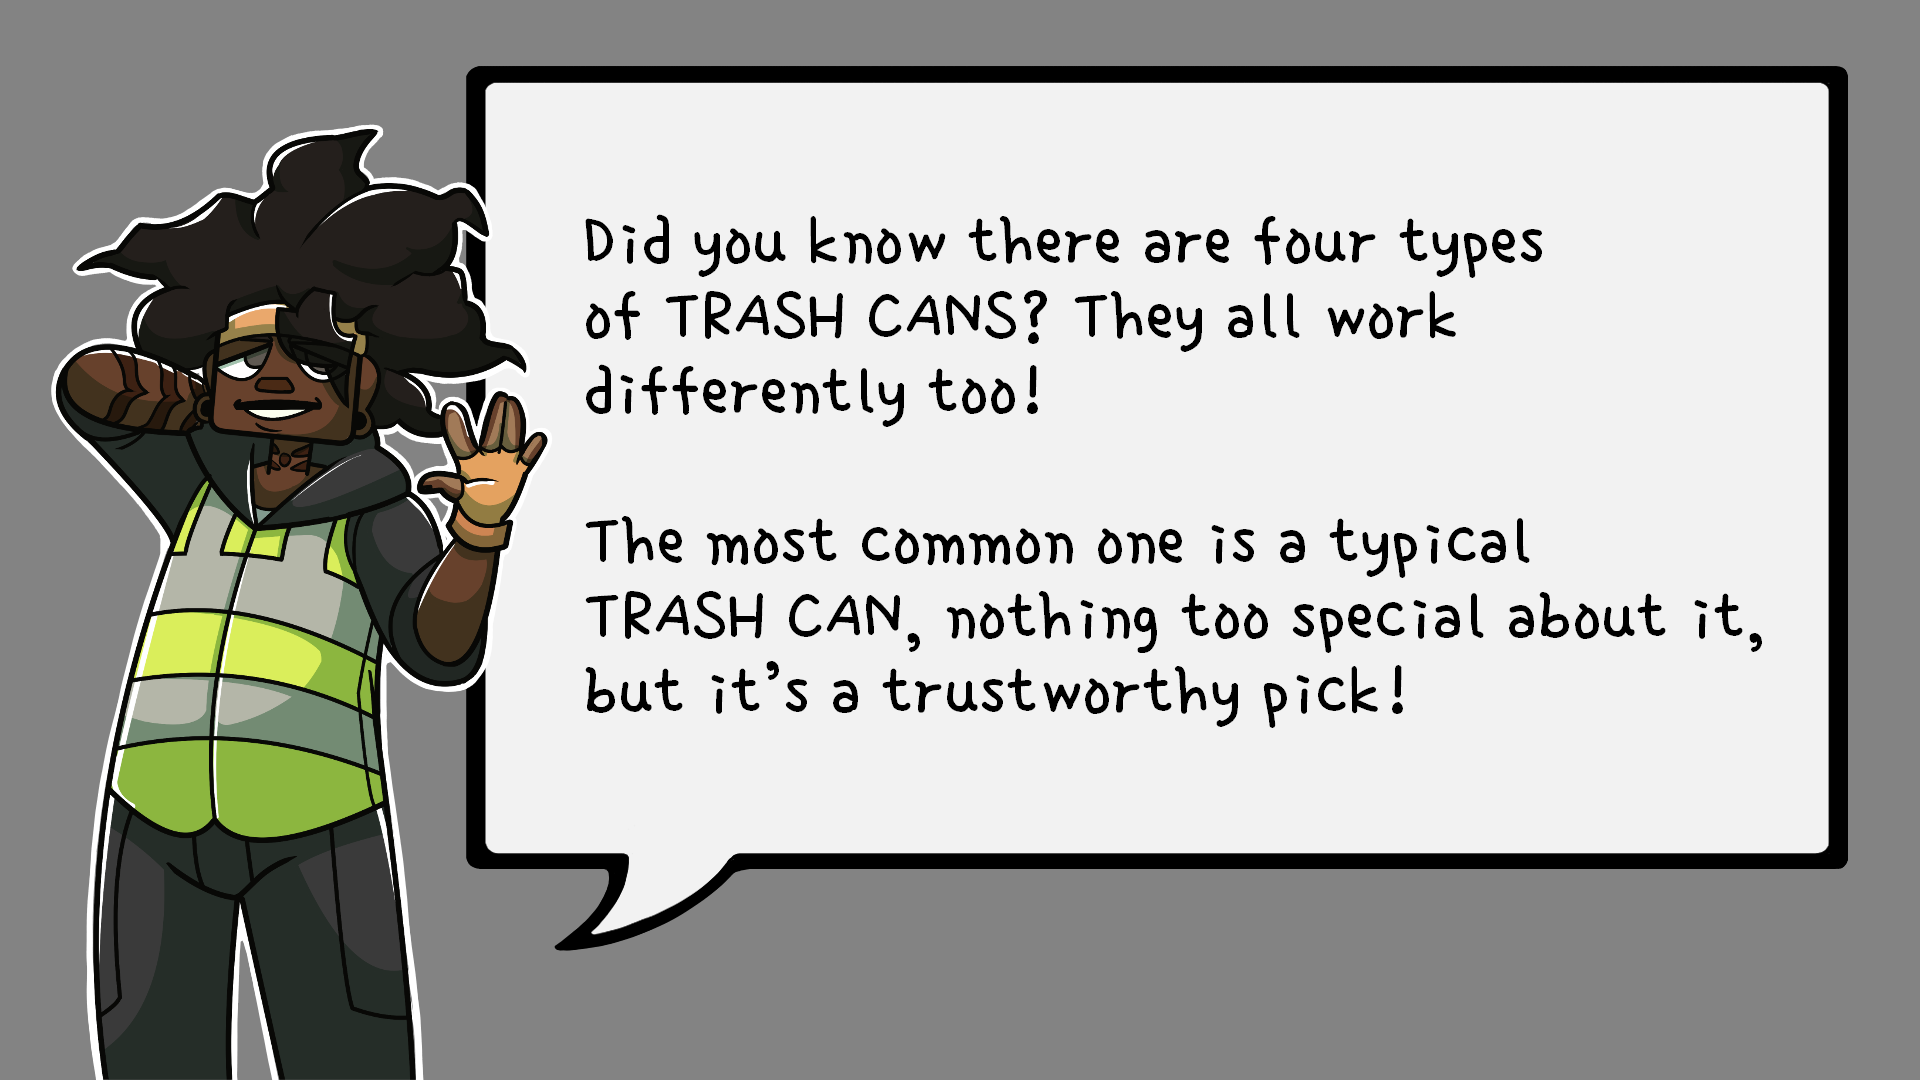 Did you know there are four types
of TRASH CANS? They all work
differently too!
The most common one is a typical
TRASH CAN, nothing too special about it,
but it's a trustworthy pick!